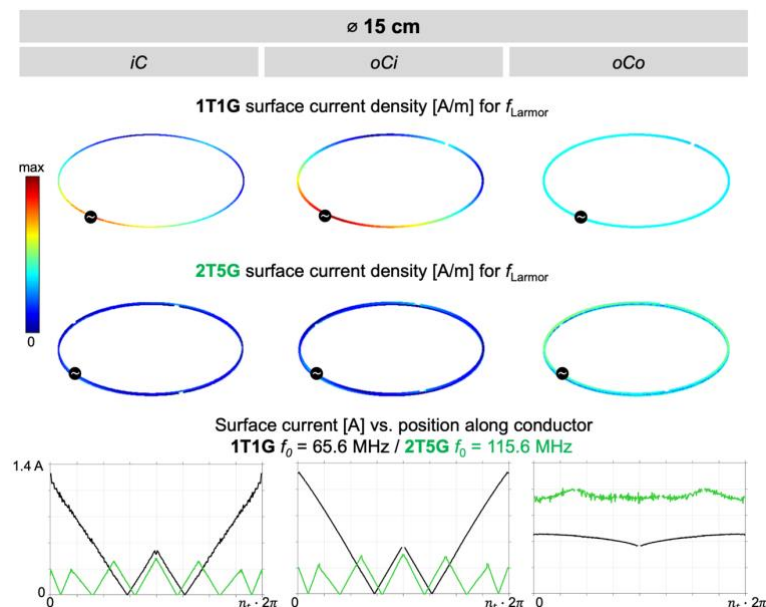 ⌀ 15 cm
iC oCi oCo
1T1G surface current density [A/m] for fLarmor
max
0
2T5G surface current density [A/m] for fLarmor
Surface current [A] vs. position along conductor
1T1G f0 = 65.6 MHz / 2T5G f0 = 115.6 MHz
1.4 A
0
0 nt · 2π 0 nt · 2π 0 nt · 2π